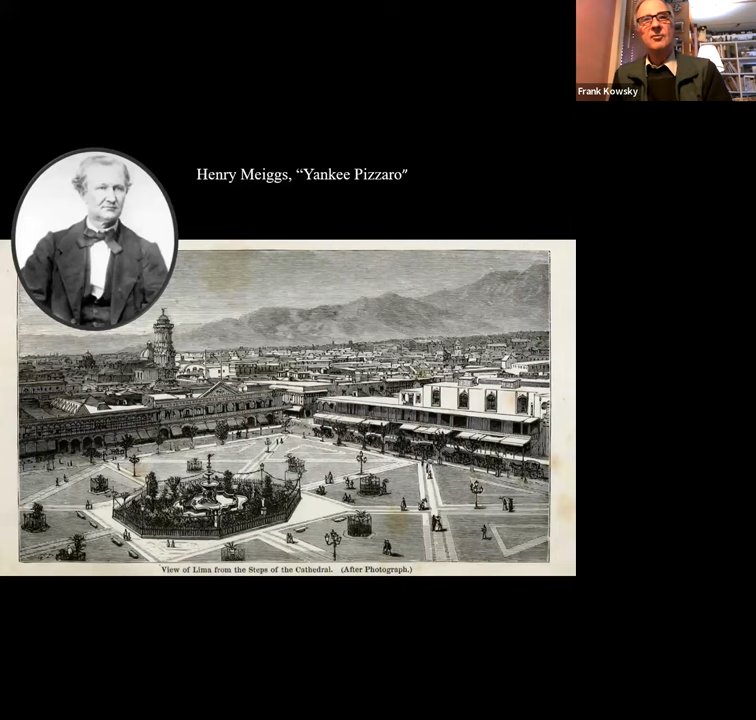 Frank Kowsky
Henry Meiggs, “Yankee Pizzaro”
View of Lima from the Steps of the Cathedral. (After Photograph.)